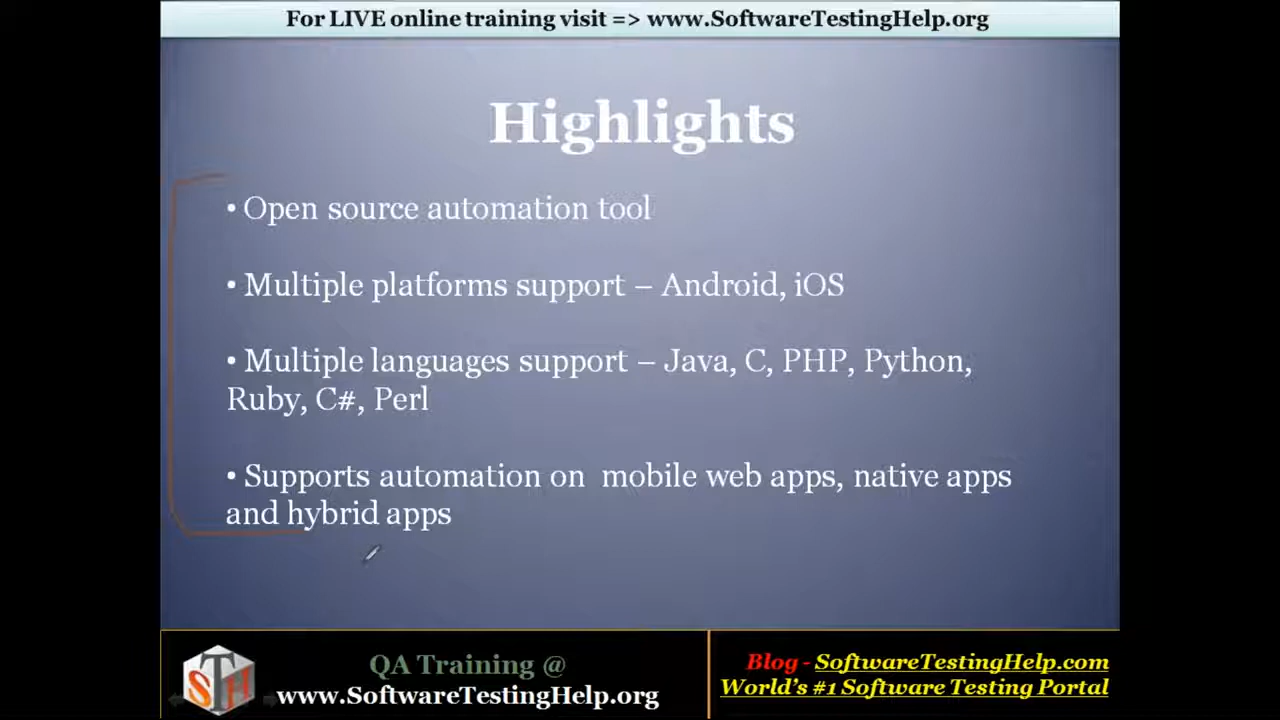 For LIVE online training visit => www.SoftwareTestingHelp.org
Highlights
• Open source automation tool
• Multiple platforms support – Android, iOS
• Multiple languages support – Java, C, PHP, Python,
Ruby, C#, Perl
• Supports automation on  mobile web apps, native apps
and hybrid apps
STH
QA Training @
www.SoftwareTestingHelp.org
Blog - SoftwareTestingHelp.com
World's #1 Software Testing Portal